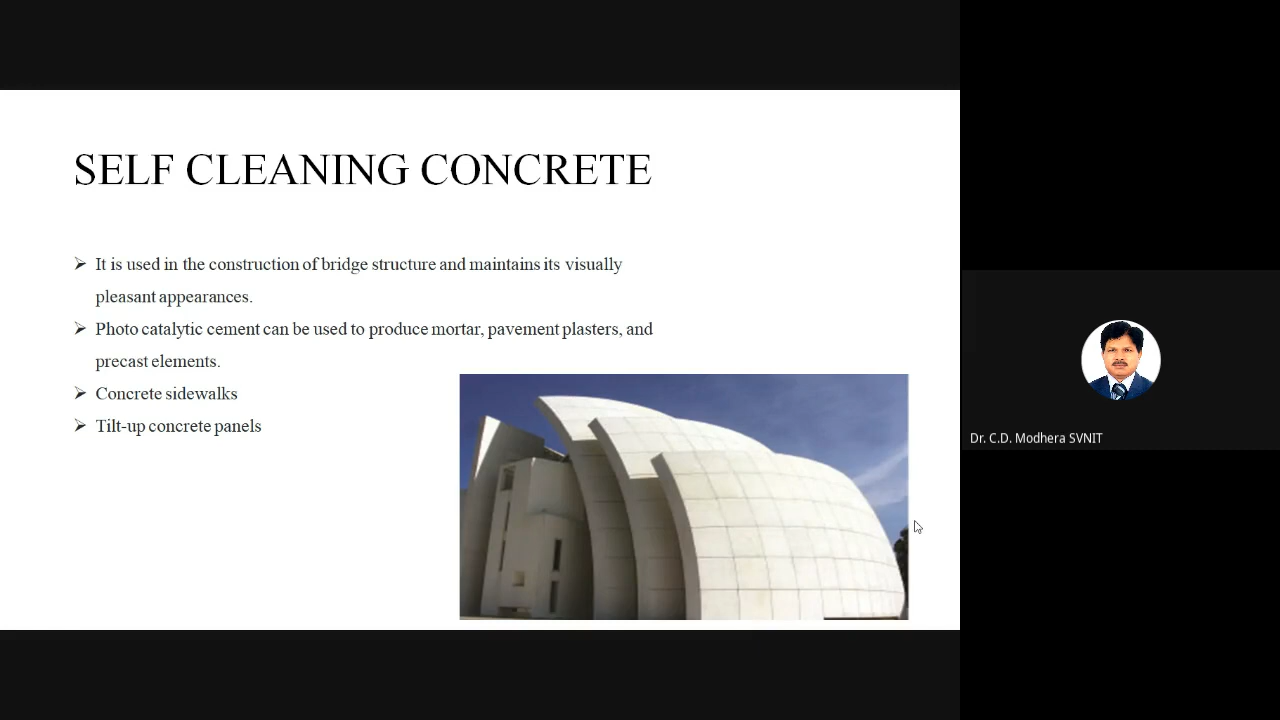 SELF CLEANING CONCRETE
It is used in the construction of bridge structure and maintains its visually
pleasant appearances.
Photo catalytic cement can be used to produce mortar, pavement plasters, and
precast elements.
Concrete sidewalks
Tilt-up concrete panels
Dr. C.D. Modhera SVNIT